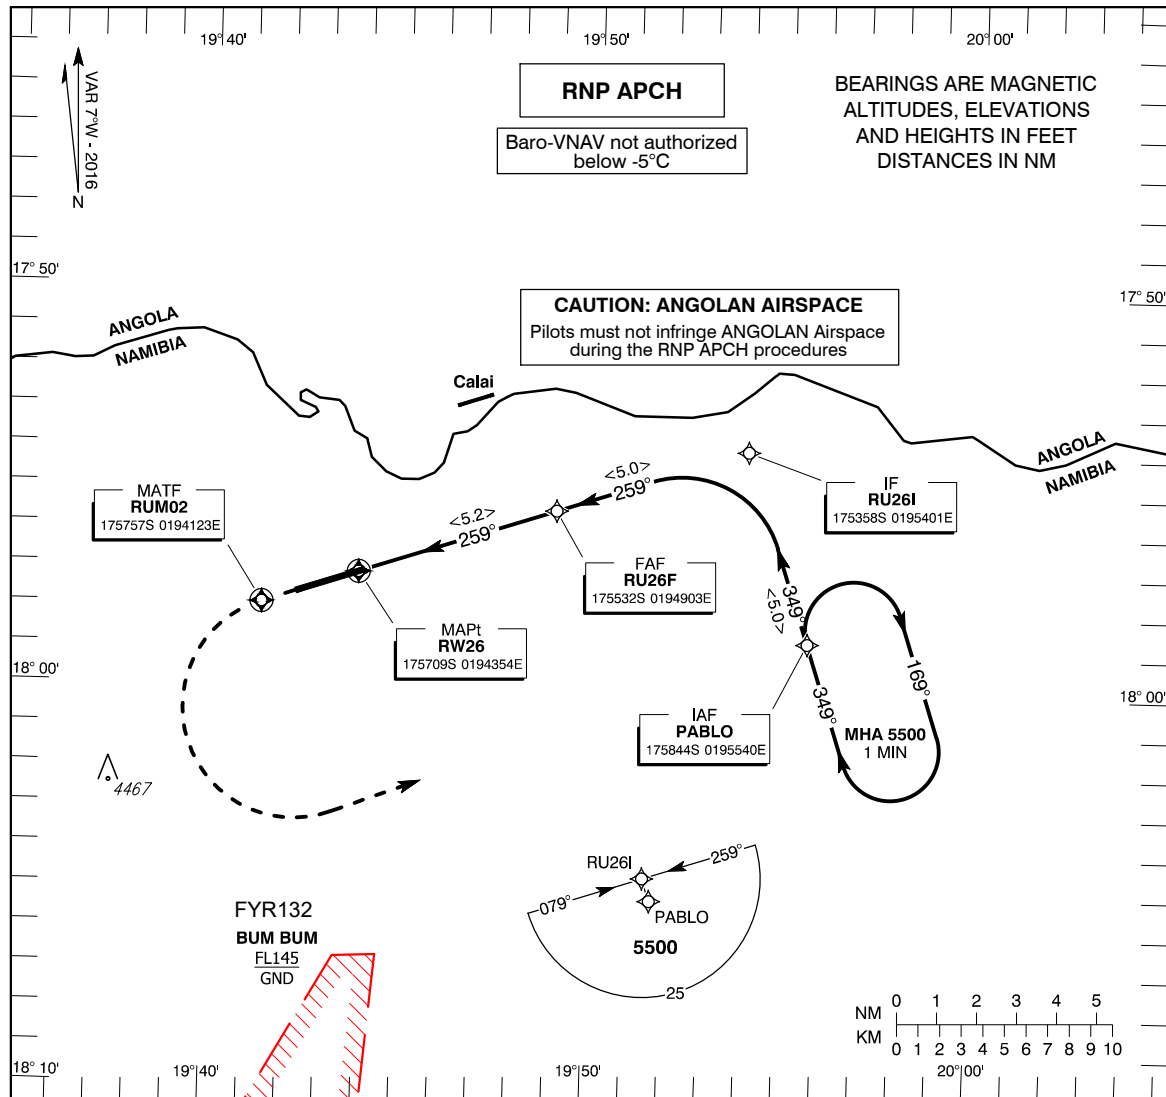 19° 40'
19° 50'
20° 00'
VAR 7°W - 2016
N
RNP APCH
Baro-VNAV not authorized
below -5°C
BEARINGS ARE MAGNETIC
ALTITUDES, ELEVATIONS
AND HEIGHTS IN FEET
DISTANCES IN NM
17° 50'
17° 50'
CAUTION: ANGOLAN AIRSPACE
Pilots must not infringe ANGOLAN Airspace
during the RNP APCH procedures
ANGOLA
NAMIBIA
Calai
ANGOLA
NAMIBIA
MATF
RUM02
175757S 0194123E
<5.2>
259°
<5.0>
259°
IF
RU26I
175358S 0195401E
FAF
RU26F
175532S 0194903E
MAPt
RW26
175709S 0194354E
349°
<5.0>
169°
349°
IAF
PABLO
175844S 0195540E
MHA 5500
1 MIN
18° 00'
18° 00'
4467
RU26I
259°
079°
PABLO
5500
25
FYR132
BUM BUM
FL145
GND
NM
0 1 2 3 4 5
KM
0 1 2 3 4 5 6 7 8 9 10
18° 10'
19°40'
19°50'
20°00'